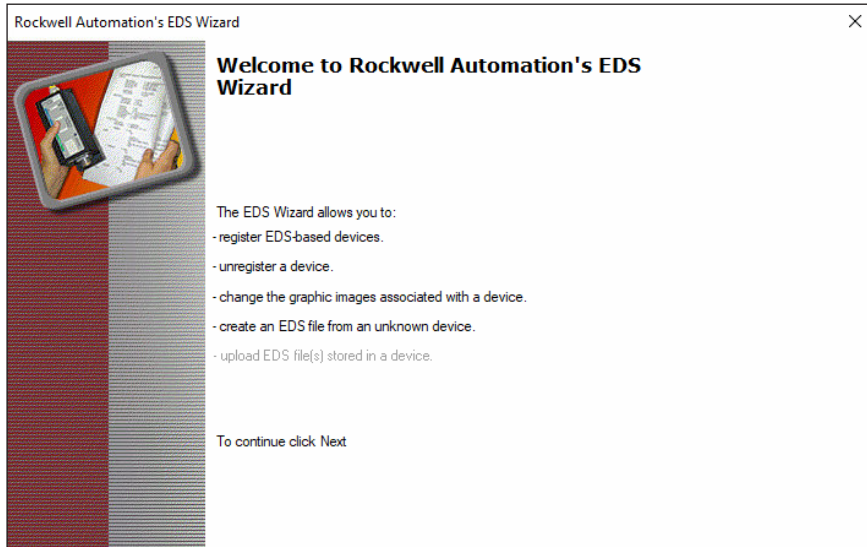 Rockwell Automation's EDS Wizard
Welcome to Rockwell Automation's EDS
Wizard
The EDS Wizard allows you to:
- register EDS-based devices.
- unregister a device.
- change the graphic images associated with a device.
- create an EDS file from an unknown device.
- upload EDS file(s) stored in a device.
To continue click Next